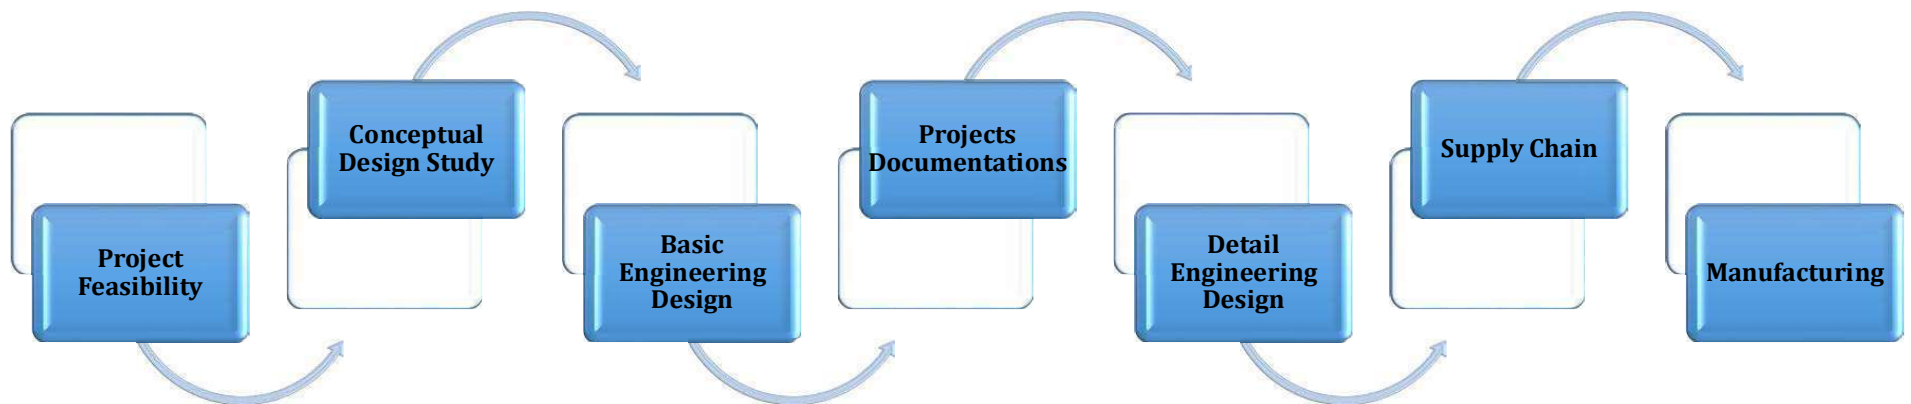 Project
Feasibility
Conceptual
Design Study
Basic
Engineering
Design
Projects
Documentations
Detail
Engineering
Design
Supply Chain
Manufacturing